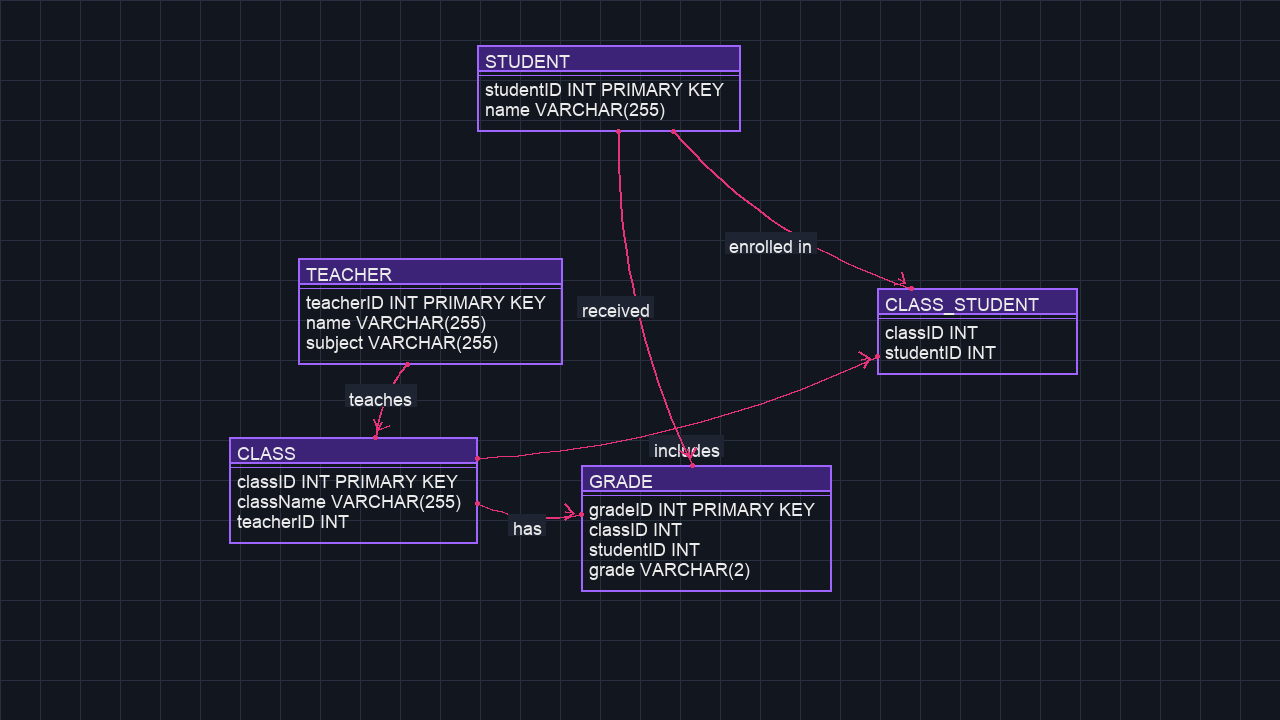 STUDENT
studentID INT PRIMARY KEY
name VARCHAR(255)
enrolled in
received
TEACHER
teacherID INT PRIMARY KEY
name VARCHAR(255)
subject VARCHAR(255)
CLASS_STUDENT
classID INT
studentID INT
teaches
includes
CLASS
classID INT PRIMARY KEY
className VARCHAR(255)
teacherID INT
has
GRADE
gradeID INT PRIMARY KEY
classID INT
studentID INT
grade VARCHAR(2)